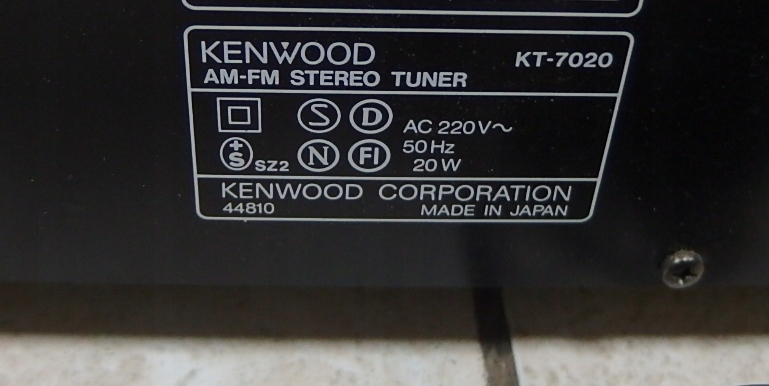 KENWOOD KT-7020
AM-FM STEREO TUNER
S D AC 220V~
50Hz
+S SZ2 N FI 20W
KENWOOD CORPORATION
44810 MADE IN JAPAN